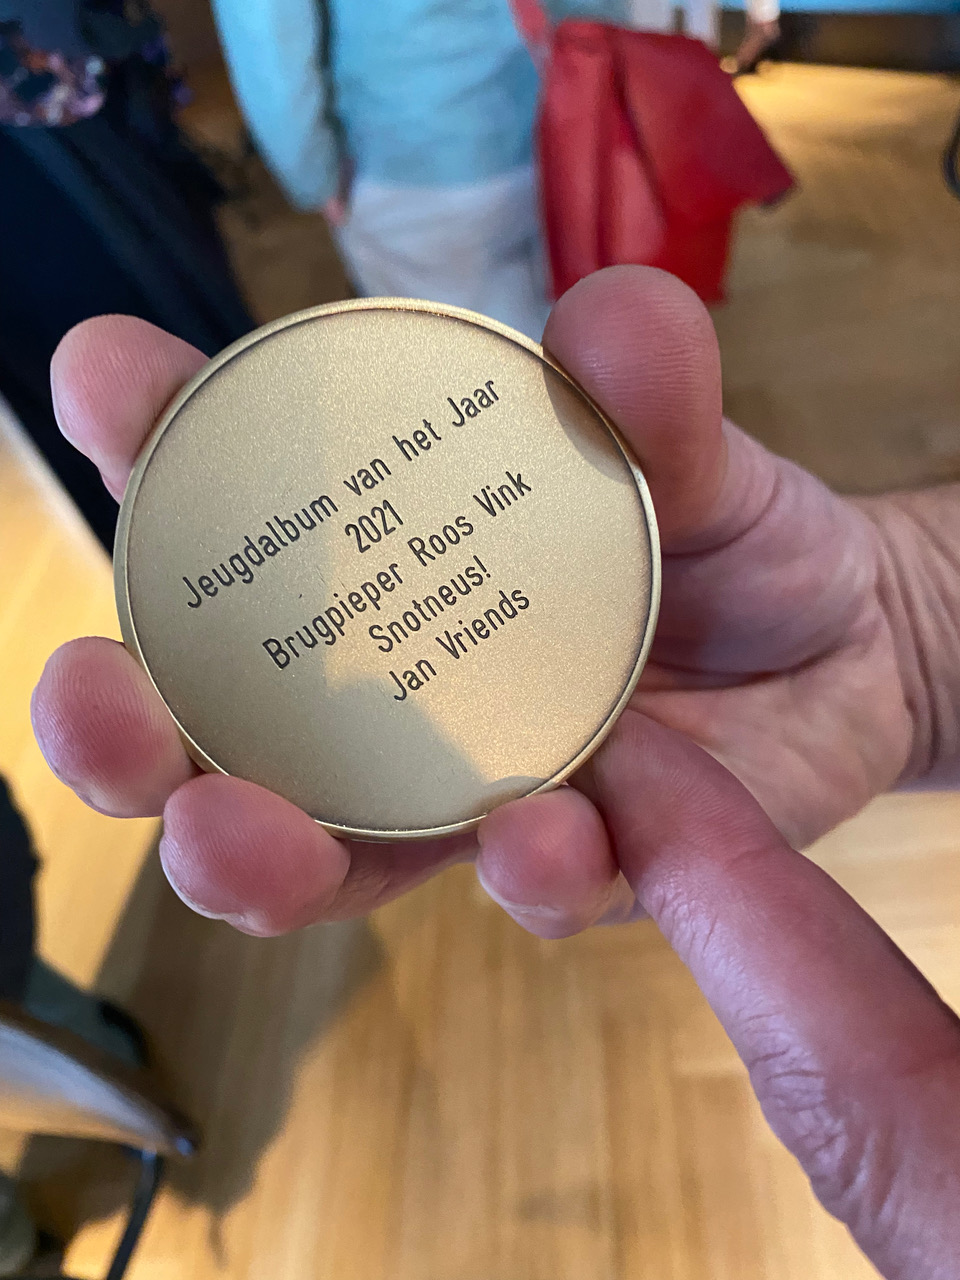 Jeugdalbum van het Jaar
2021
Brugpieper Roos Vink
Snotneus!
Jan Vriends